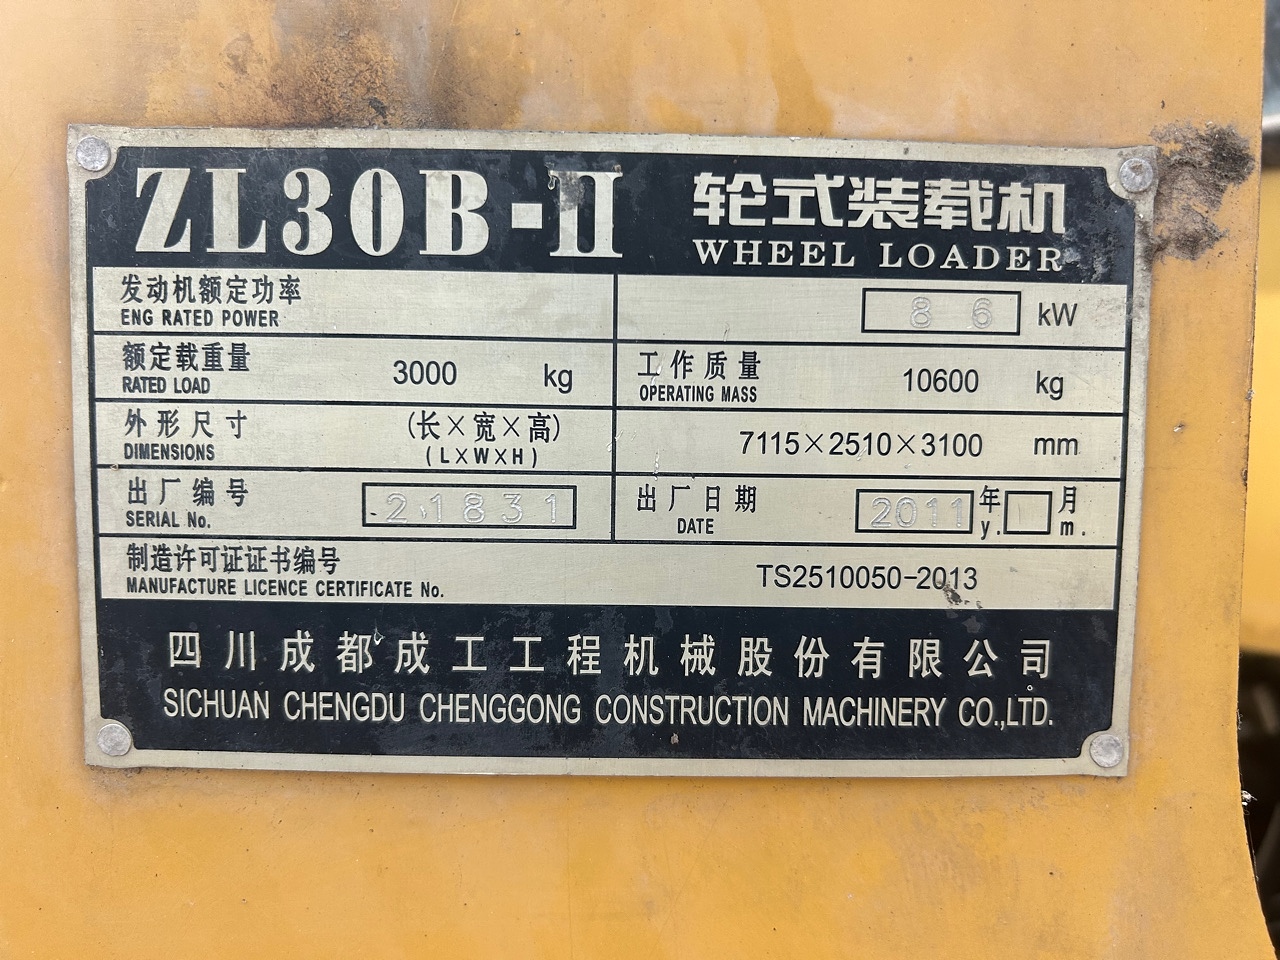 ZL30B-II 轮式装载机
WHEEL LOADER
发动机额定功率
ENG RATED POWER
86 kW
额定载重量
RATED LOAD
3000 kg
工作质量
OPERATING MASS
10600 kg
外形尺寸
DIMENSIONS
(长×宽×高)
(L×W×H)
7115×2510×3100 mm
出厂编号
SERIAL No.
21831
出厂日期
DATE
2011 年 月
y. m.
制造许可证证书编号
MANUFACTURE LICENCE CERTIFICATE No.
TS2510050-2013
四川成都成工工程机械股份有限公司
SICHUAN CHENGDU CHENGGONG CONSTRUCTION MACHINERY CO.,LTD.